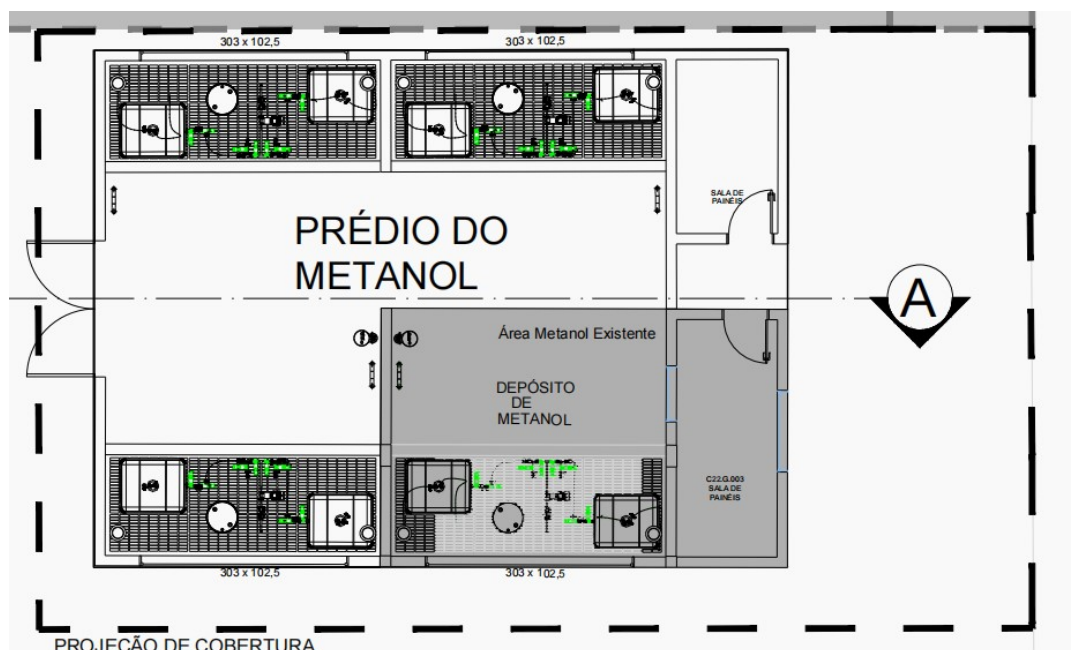 303 x 102,5
303 x 102,5
SALA DE
PAINÉIS
PRÉDIO DO
METANOL
A
Área Metanol Existente
DEPÓSITO
DE
METANOL
C22.G.003
SALA DE
PAINÉIS
303 x 102,5
303 x 102,5
PROJEÇÃO DE COBERTURA